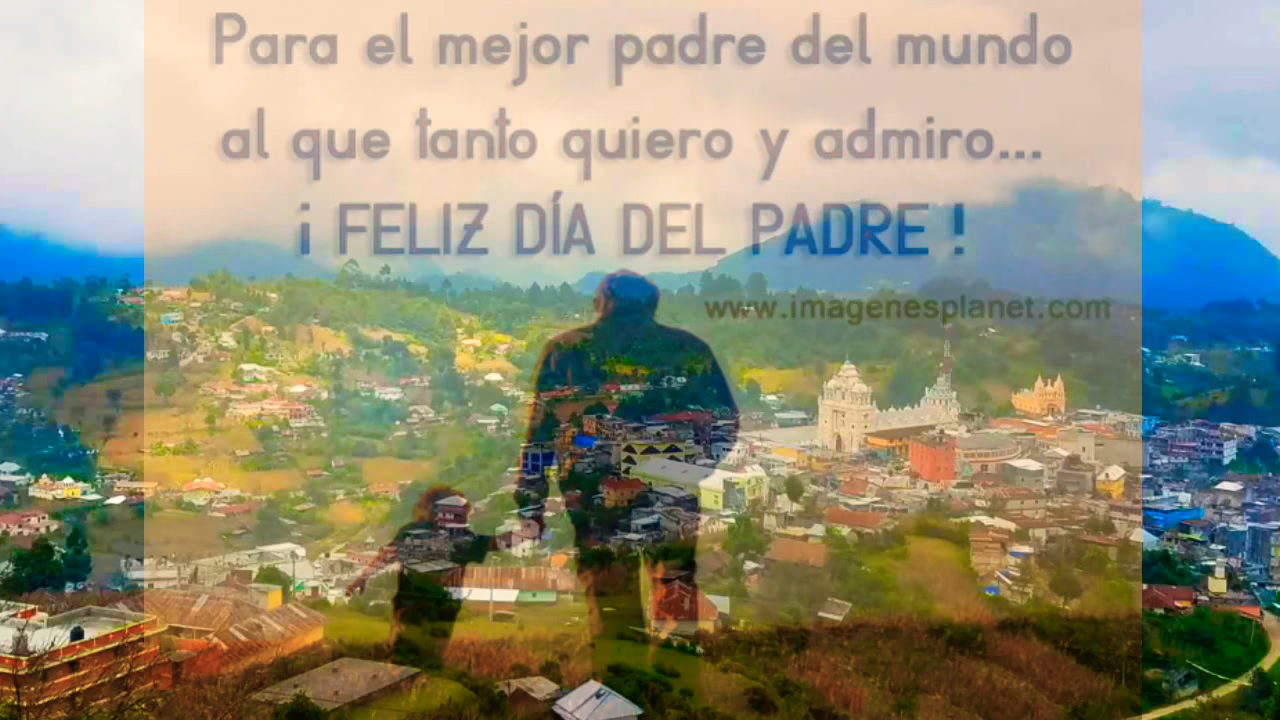 Para el mejor padre del mundo
al que tanto quiero y admiro...
¡ FELIZ DÍA DEL PADRE !
www.imagenesplanet.com